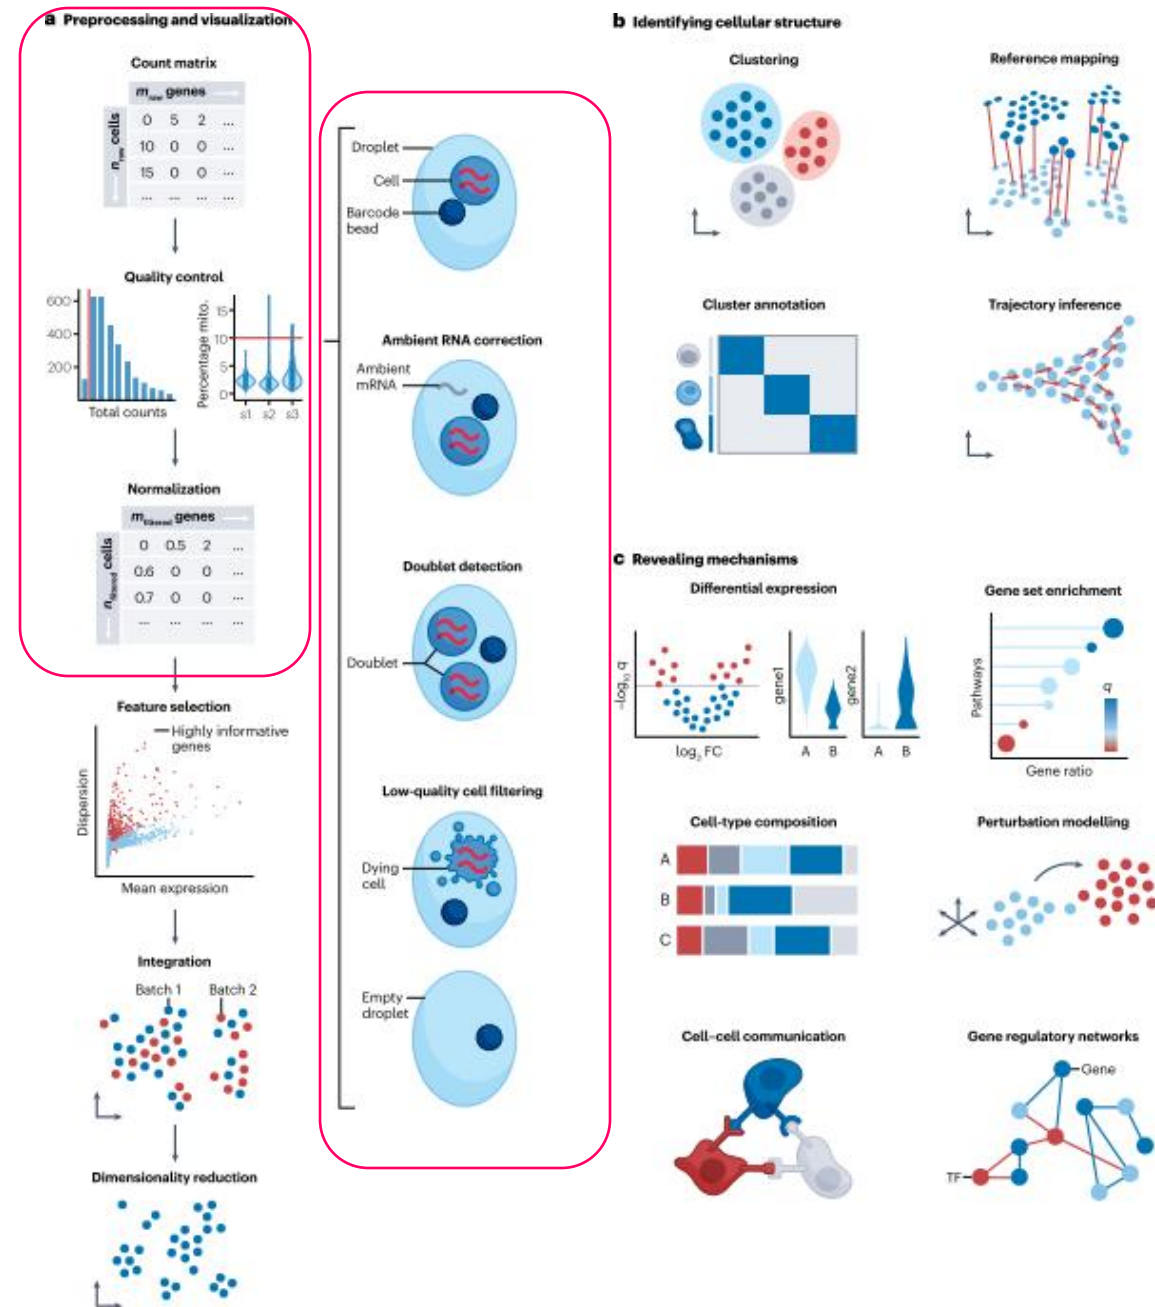 a Preprocessing and visualization
Count matrix
m_raw genes
n_raw cells
0 5 2 ...
10 0 0 ...
15 0 0 ...
... ... ... ...
Quality control
600
400
200
Total counts
Percentage mito.
15
10
5
0
s1 s2 s3
Normalization
m_filtered genes
n_filtered cells
0 0.5 2 ...
0.6 0 0 ...
0.7 0 0 ...
... ... ... ...
Feature selection
Highly informative
genes
Dispersion
Mean expression
Integration
Batch 1 Batch 2
Dimensionality reduction
Droplet
Cell
Barcode
bead
Ambient RNA correction
Ambient
mRNA
Doublet detection
Doublet
Low-quality cell filtering
Dying
cell
Empty
droplet
b Identifying cellular structure
Clustering
Reference mapping
Cluster annotation
Trajectory inference
c Revealing mechanisms
Differential expression
−log10 q
log2 FC
gene1
A B
gene2
A B
Gene set enrichment
Pathways
q
Gene ratio
Cell-type composition
A
B
C
Perturbation modelling
Cell–cell communication
Gene regulatory networks
Gene
TF